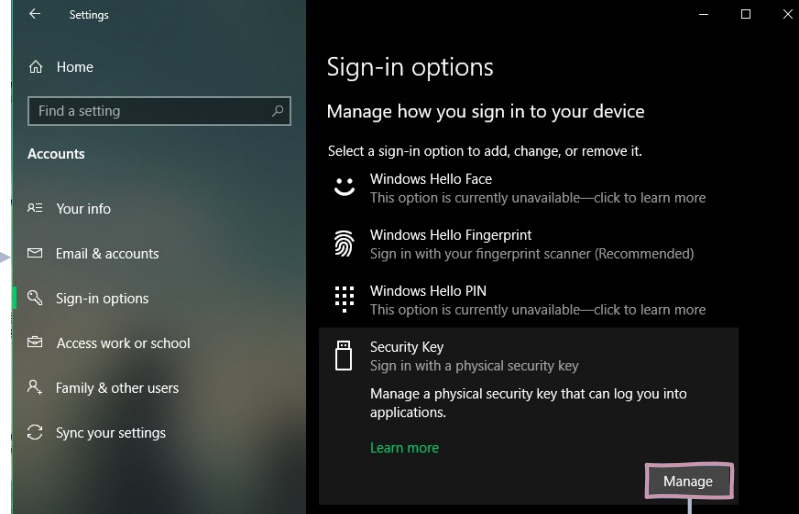 Settings
Home
Find a setting
Accounts
Your info
Email & accounts
Sign-in options
Access work or school
Family & other users
Sync your settings
Sign-in options
Manage how you sign in to your device
Select a sign-in option to add, change, or remove it.
Windows Hello Face
This option is currently unavailable—click to learn more
Windows Hello Fingerprint
Sign in with your fingerprint scanner (Recommended)
Windows Hello PIN
This option is currently unavailable—click to learn more
Security Key
Sign in with a physical security key
Manage a physical security key that can log you into
applications.
Learn more
Manage